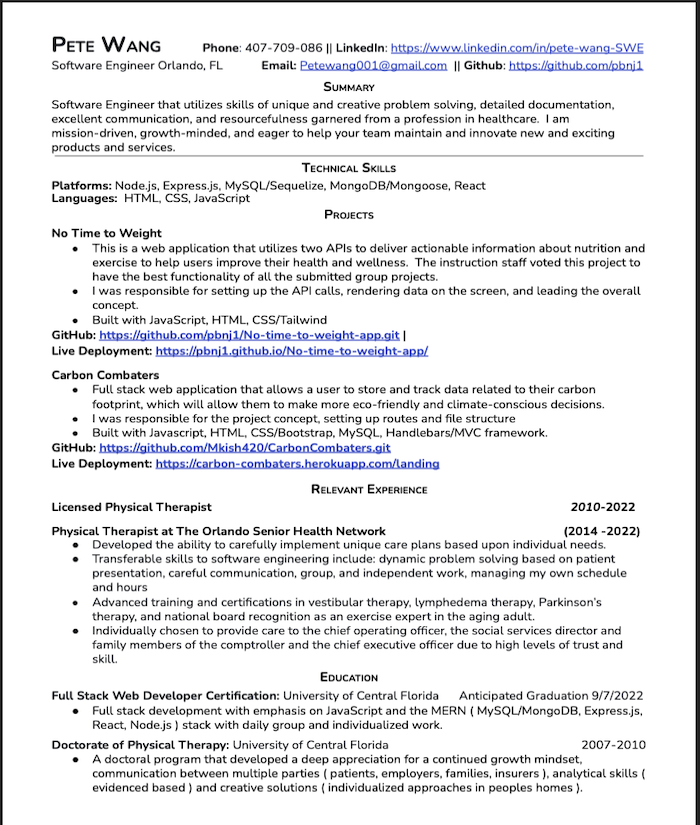 Pete Wang Phone: 407-709-086 || LinkedIn: https://www.linkedin.com/in/pete-wang-SWE
Software Engineer Orlando, FL Email: Petewang001@gmail.com || Github: https://github.com/pbnj1
Summary
Software Engineer that utilizes skills of unique and creative problem solving, detailed documentation,
excellent communication, and resourcefulness garnered from a profession in healthcare. I am
mission-driven, growth-minded, and eager to help your team maintain and innovate new and exciting
products and services.
Technical Skills
Platforms: Node.js, Express.js, MySQL/Sequelize, MongoDB/Mongoose, React
Languages: HTML, CSS, JavaScript
Projects
No Time to Weight
● This is a web application that utilizes two APIs to deliver actionable information about nutrition and
exercise to help users improve their health and wellness. The instruction staff voted this project to
have the best functionality of all the submitted group projects.
● I was responsible for setting up the API calls, rendering data on the screen, and leading the overall
concept.
● Built with JavaScript, HTML, CSS/Tailwind
GitHub: https://github.com/pbnj1/No-time-to-weight-app.git |
Live Deployment: https://pbnj1.github.io/No-time-to-weight-app/
Carbon Combaters
● Full stack web application that allows a user to store and track data related to their carbon
footprint, which will allow them to make more eco-friendly and climate-conscious decisions.
● I was responsible for the project concept, setting up routes and file structure
● Built with Javascript, HTML, CSS/Bootstrap, MySQL, Handlebars/MVC framework.
GitHub: https://github.com/Mkish420/CarbonCombaters.git
Live Deployment: https://carbon-combaters.herokuapp.com/landing
Relevant Experience
Licensed Physical Therapist 2010-2022
Physical Therapist at The Orlando Senior Health Network (2014 -2022)
● Developed the ability to carefully implement unique care plans based upon individual needs.
● Transferable skills to software engineering include: dynamic problem solving based on patient
presentation, careful communication, group, and independent work, managing my own schedule
and hours
● Advanced training and certifications in vestibular therapy, lymphedema therapy, Parkinson's
therapy, and national board recognition as an exercise expert in the aging adult.
● Individually chosen to provide care to the chief operating officer, the social services director and
family members of the comptroller and the chief executive officer due to high levels of trust and
skill.
Education
Full Stack Web Developer Certification: University of Central Florida Anticipated Graduation 9/7/2022
● Full stack development with emphasis on JavaScript and the MERN ( MySQL/MongoDB, Express.js,
React, Node.js ) stack with daily group and individualized work.
Doctorate of Physical Therapy: University of Central Florida 2007-2010
● A doctoral program that developed a deep appreciation for a continued growth mindset,
communication between multiple parties ( patients, employers, families, insurers ), analytical skills (
evidenced based ) and creative solutions ( individualized approaches in peoples homes ).